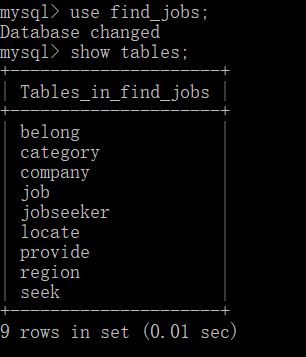 mysql> use find_jobs;
Database changed
mysql> show tables;
+----------------------+
| Tables_in_find_jobs |
+----------------------+
| belong |
| category |
| company |
| job |
| jobseeker |
| locate |
| provide |
| region |
| seek |
+----------------------+
9 rows in set (0.01 sec)